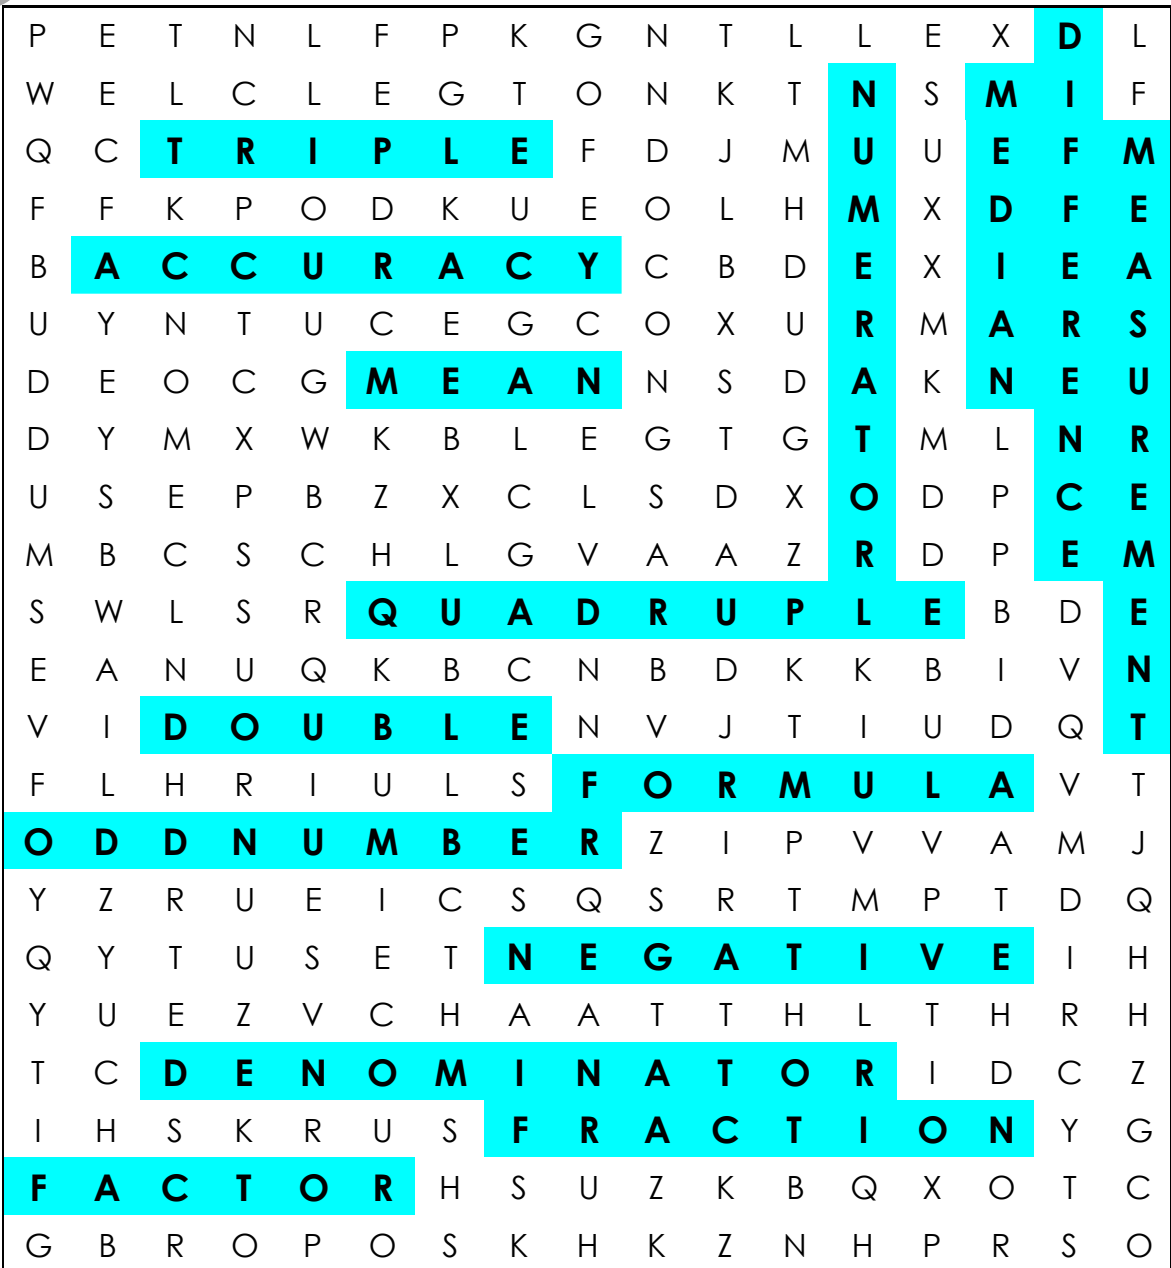 P E T N L F P K G N T L L E X D L
W E L C L E G T O N K T N S M I F
Q C T R I P L E F D J M U U E F M
F F K P O D K U E O L H M X D F E
B A C C U R A C Y C B D E X I E A
U Y N T U C E G C O X U R M A R S
D E O C G M E A N N S D A K N E U
D Y M X W K B L E G T G T M L N R
U S E P B Z X C L S D X O D P C E
M B C S C H L G V A A Z R D P E M
S W L S R Q U A D R U P L E B D E
E A N U Q K B C N B D K K B I V N
V I D O U B L E N V J T I U D Q T
F L H R I U L S F O R M U L A V T
O D D N U M B E R Z I P V V A M J
Y Z R U E I C S Q S R T M P T D Q
Q Y T U S E T N E G A T I V E I H
Y U E Z V C H A A T T H L T H R H
T C D E N O M I N A T O R I D C Z
I H S K R U S F R A C T I O N Y G
F A C T O R H S U Z K B Q X O T C
G B R O P O S K H K Z N H P R S O